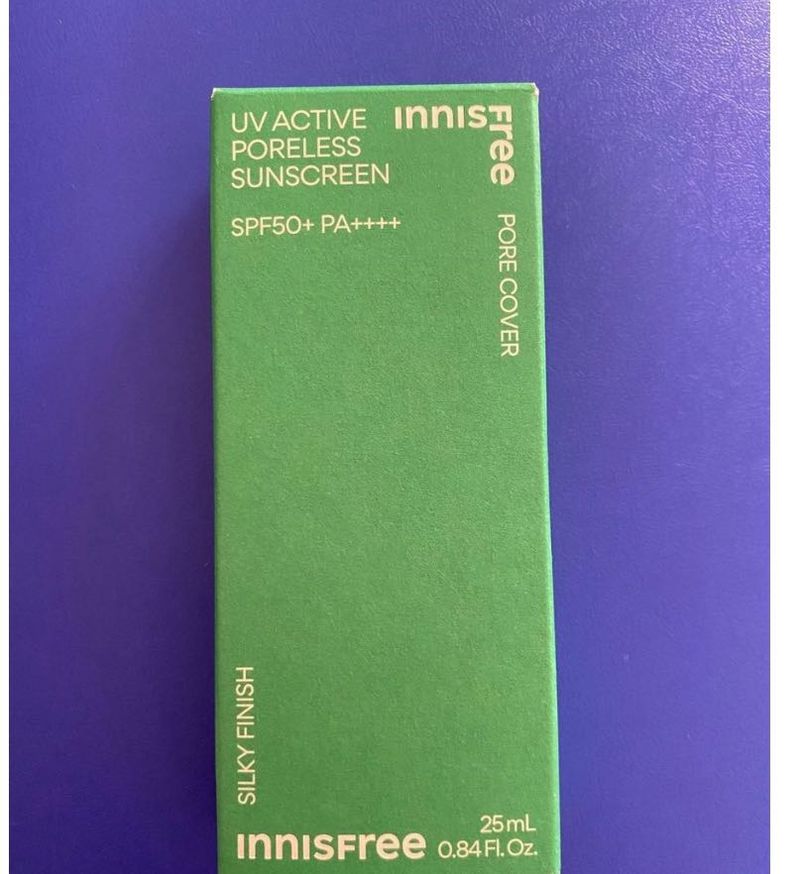 UV ACTIVE
PORELESS
SUNSCREEN
SPF50+ PA++++
InnisFree
PORE COVER
SILKY FINISH
InnisFree
25mL
0.84 Fl. Oz.